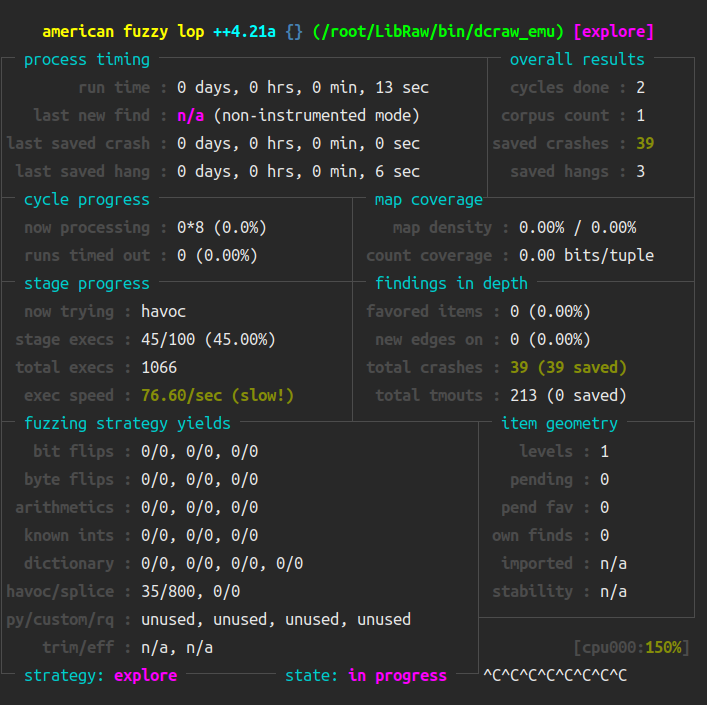 american fuzzy lop ++4.21a {} (/root/LibRaw/bin/dcraw_emu) [explore]
process timing overall results
run time : 0 days, 0 hrs, 0 min, 13 sec cycles done : 2
last new find : n/a (non-instrumented mode) corpus count : 1
last saved crash : 0 days, 0 hrs, 0 min, 0 sec saved crashes : 39
last saved hang : 0 days, 0 hrs, 0 min, 6 sec saved hangs : 3
cycle progress map coverage
now processing : 0*8 (0.0%) map density : 0.00% / 0.00%
runs timed out : 0 (0.00%) count coverage : 0.00 bits/tuple
stage progress findings in depth
now trying : havoc favored items : 0 (0.00%)
stage execs : 45/100 (45.00%) new edges on : 0 (0.00%)
total execs : 1066 total crashes : 39 (39 saved)
exec speed : 76.60/sec (slow!) total tmouts : 213 (0 saved)
fuzzing strategy yields item geometry
bit flips : 0/0, 0/0, 0/0 levels : 1
byte flips : 0/0, 0/0, 0/0 pending : 0
arithmetics : 0/0, 0/0, 0/0 pend fav : 0
known ints : 0/0, 0/0, 0/0 own finds : 0
dictionary : 0/0, 0/0, 0/0, 0/0 imported : n/a
havoc/splice : 35/800, 0/0 stability : n/a
py/custom/rq : unused, unused, unused, unused
trim/eff : n/a, n/a [cpu000:150%]
strategy: explore state: in progress ^C^C^C^C^C^C^C^C